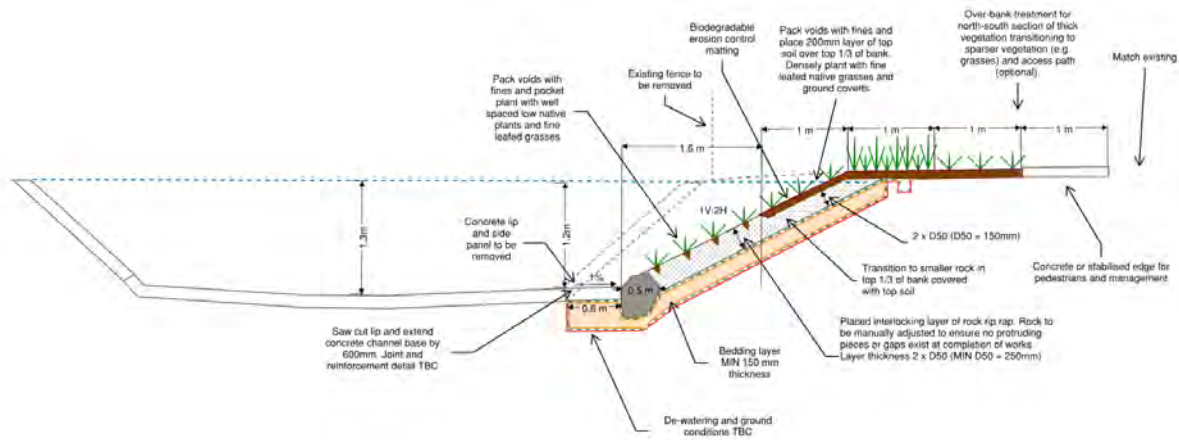 Pack voids with
fines and pocket
plant with well
spaced low native
plants and fine
leafed grasses
Existing fence to
be removed
Biodegradable
erosion control
matting
Pack voids with fines and
place 200mm layer of top
soil over top 1/3 of bank.
Densely plant with fine
leafed native grasses and
ground coverts
Over-bank treatment for
north-south section of thick
vegetation transitioning to
sparser vegetation (e.g.
grasses) and access path
(optional)
Match existing
1 m
1 m
1 m
1 m
1.6 m
1.3m
1.2m
Concrete lip
and side
panel to be
removed
1V:2H
0.5 m
0.6 m
2 x D50 (D50 = 150mm)
Transition to smaller rock in
top 1/3 of bank covered
with top soil
Concrete or stabilised edge for
pedestrians and management
Saw cut lip and extend
concrete channel base by
600mm. Joint and
reinforcement detail TBC
Bedding layer
MIN 150 mm
thickness
Placed interlocking layer of rock rip rap. Rock to
be manually adjusted to ensure no protruding
pieces or gaps exist at completion of works
Layer thickness 2 x D50 (MIN D50 = 250mm)
De-watering and ground
conditions TBC